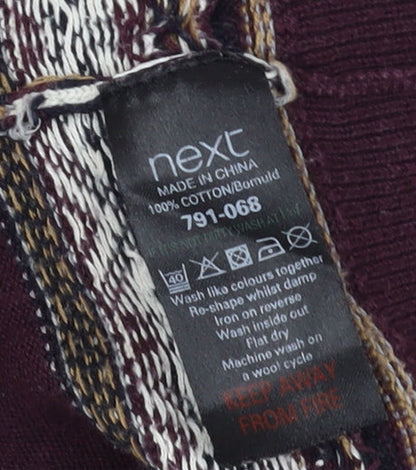 next
MADE IN CHINA
100% COTTON/Bomuld
791-068
40
Wash like colours together
Re-shape whilst damp
Iron on reverse
Wash inside out
Flat dry
Machine wash on
a wool cycle
KEEP AWAY
FROM FIRE